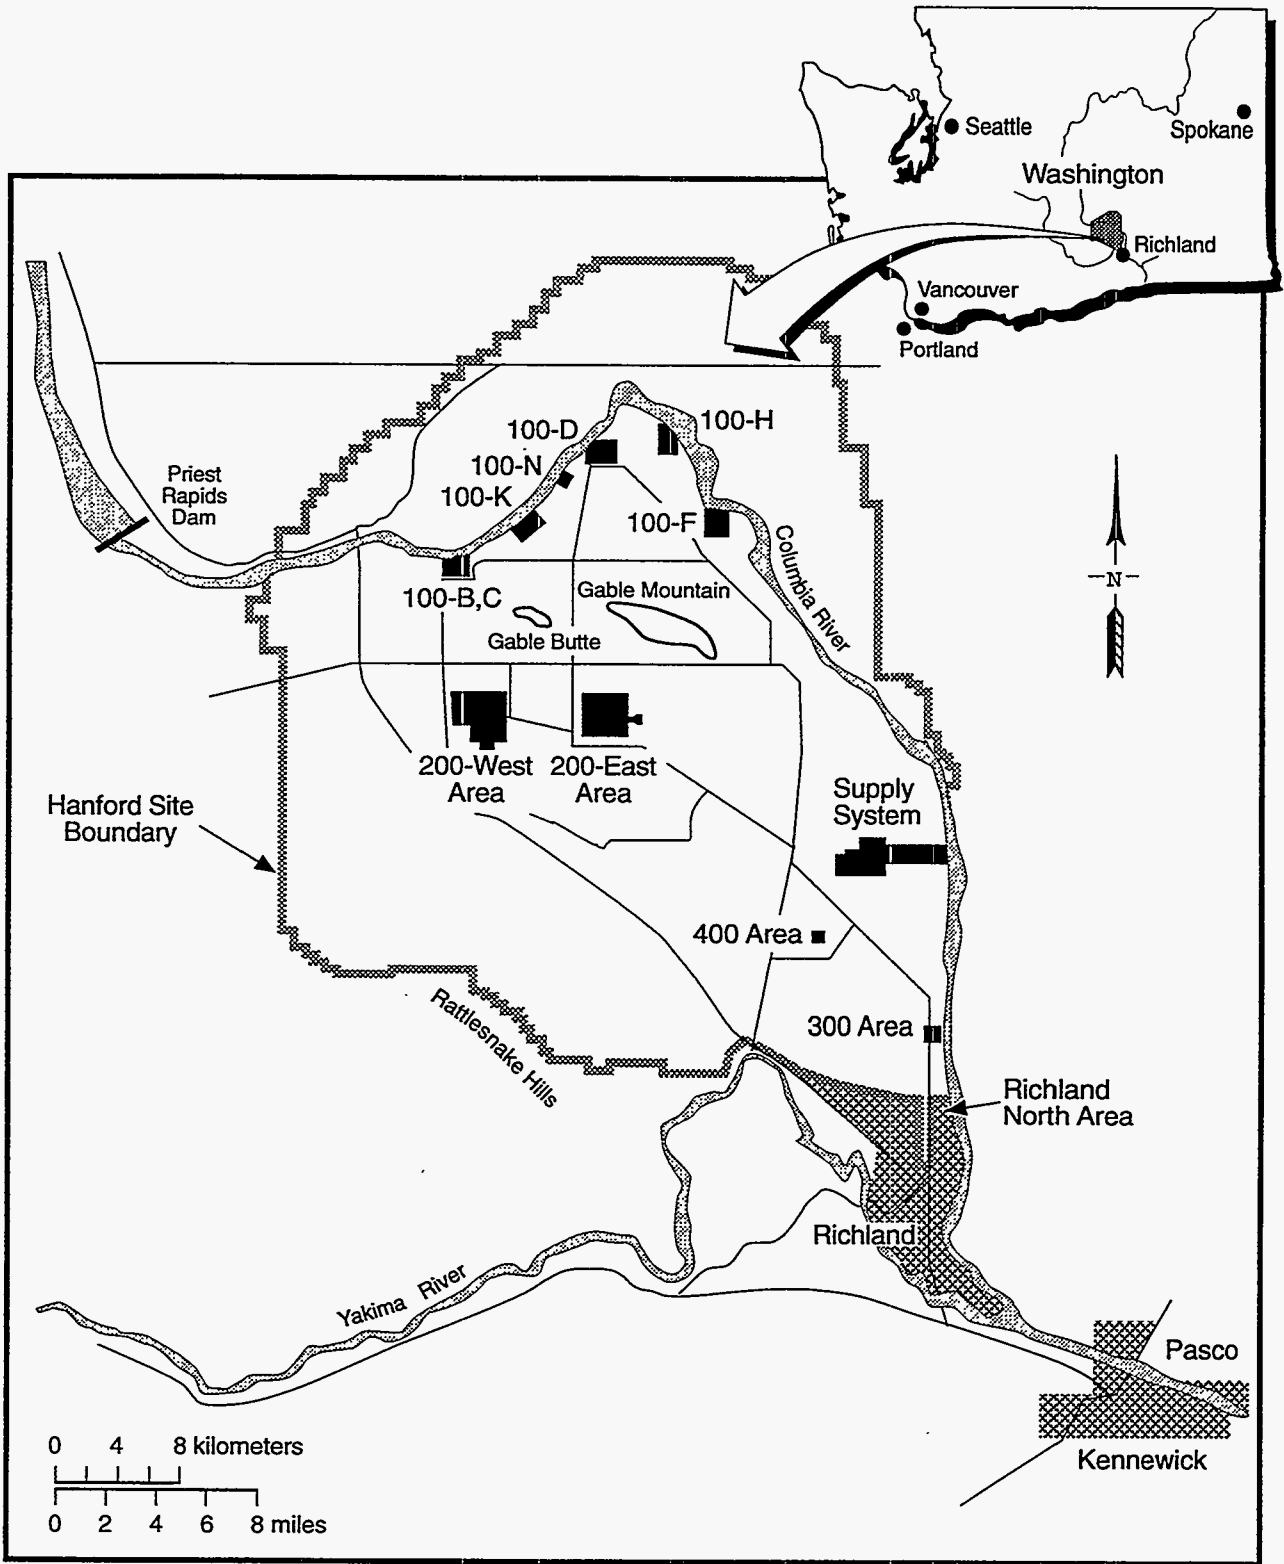 Seattle
Spokane
Washington
Richland
Vancouver
Portland
Priest
Rapids
Dam
100-D
100-H
100-N
100-K
100-F
100-B,C
Columbia River
Gable Mountain
Gable Butte
N
200-West
Area
200-East
Area
Hanford Site
Boundary
Supply
System
400 Area
300 Area
Rattlesnake Hills
Richland
North Area
Richland
Yakima River
Pasco
Kennewick
0 4 8 kilometers
0 2 4 6 8 miles